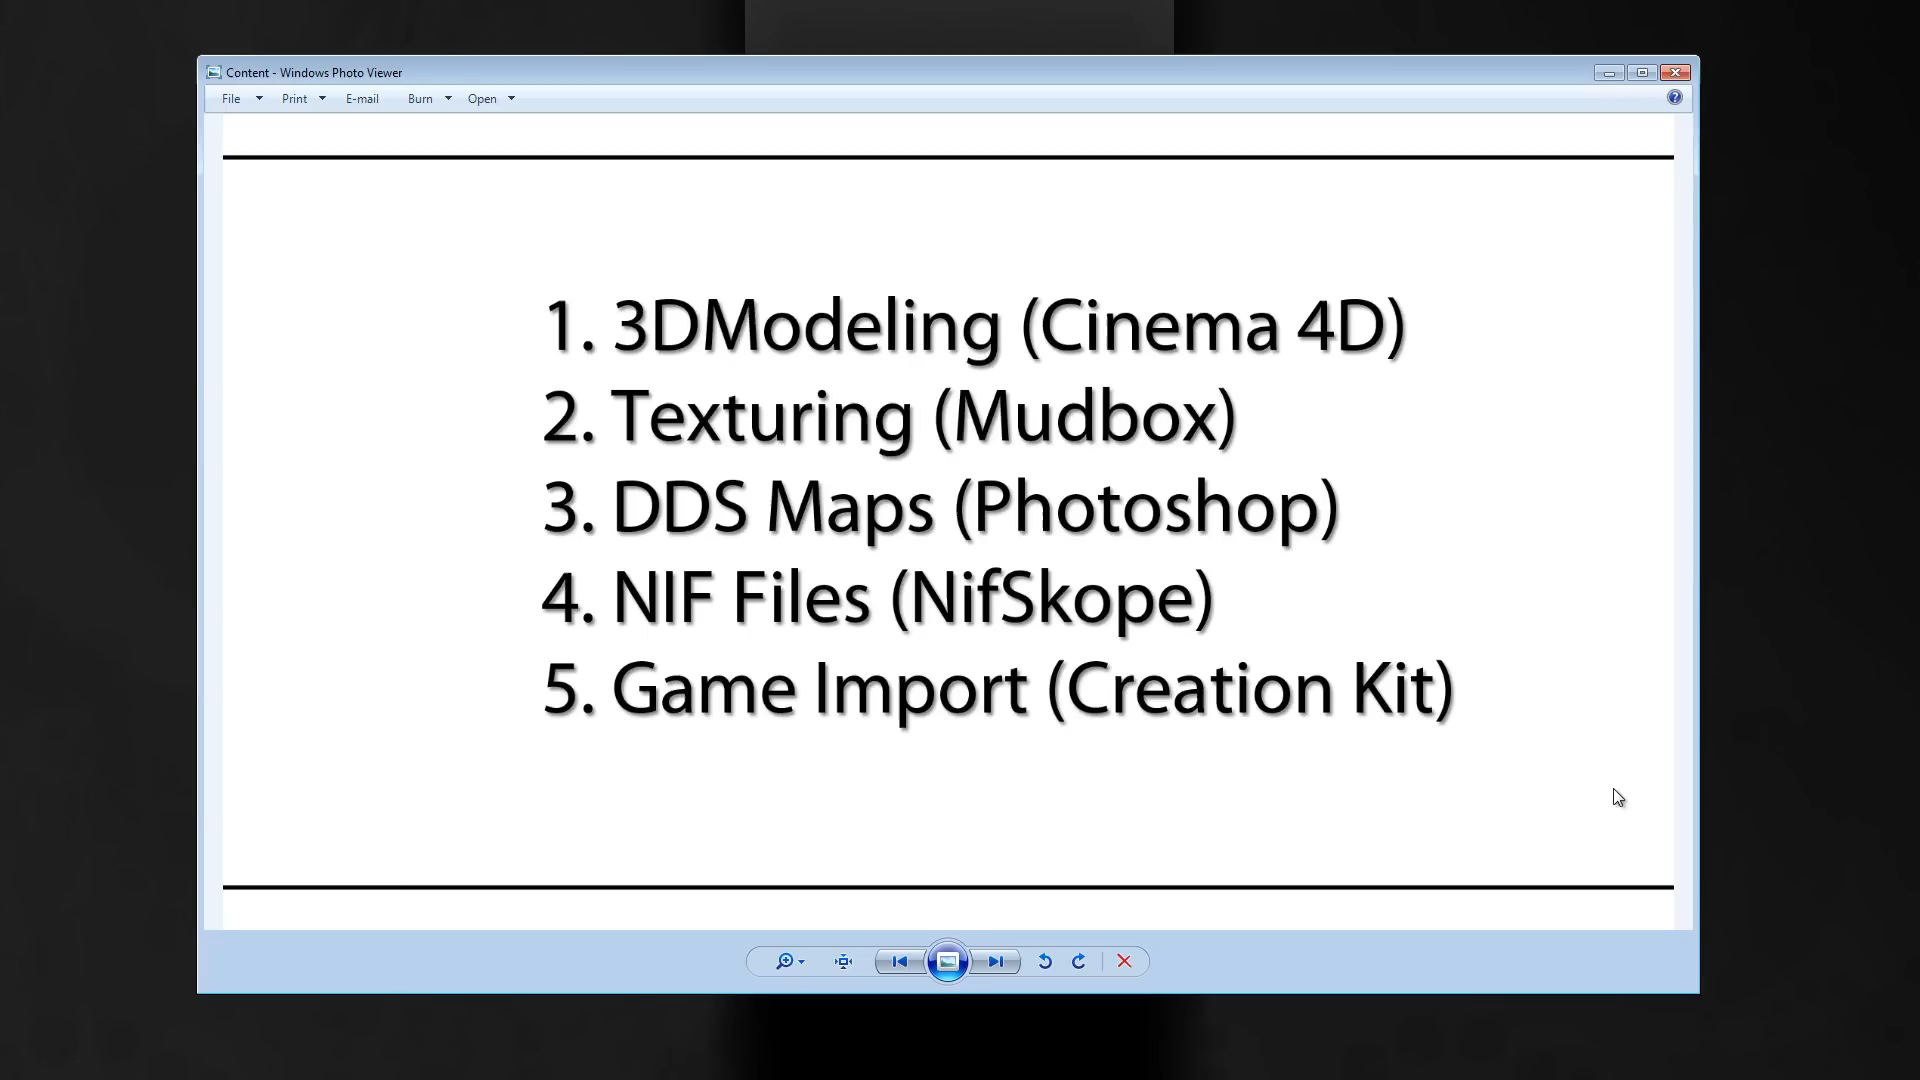 Content - Windows Photo Viewer
File Print E-mail Burn Open
1. 3DModeling (Cinema 4D)
2. Texturing (Mudbox)
3. DDS Maps (Photoshop)
4. NIF Files (NifSkope)
5. Game Import (Creation Kit)